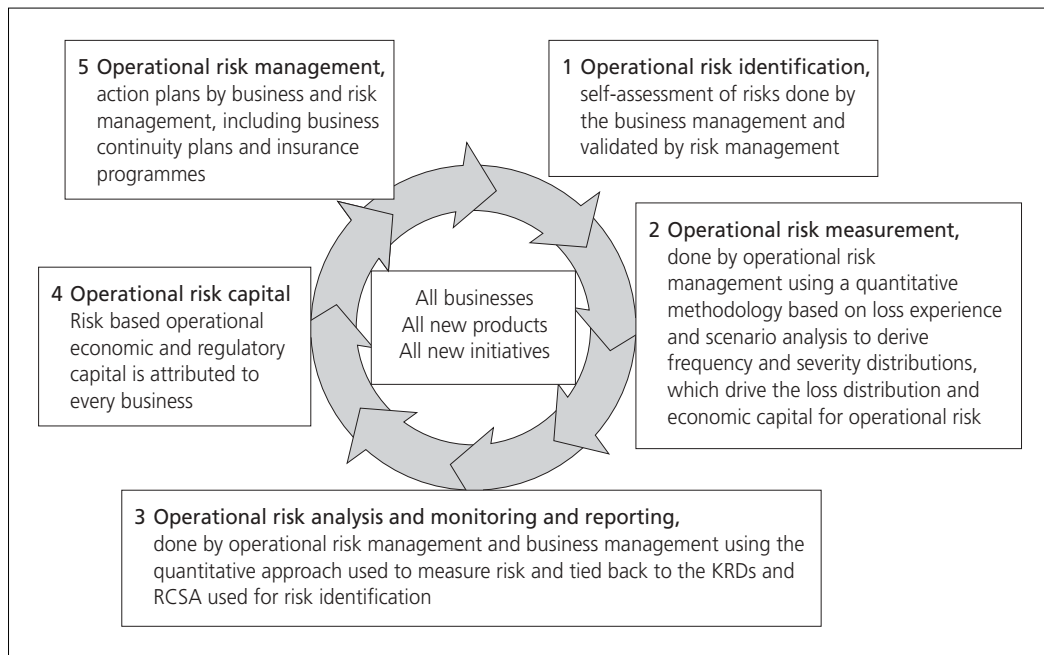 5 Operational risk management,
action plans by business and risk
management, including business
continuity plans and insurance
programmes
1 Operational risk identification,
self-assessment of risks done by
the business management and
validated by risk management
2 Operational risk measurement,
done by operational risk
management using a quantitative
methodology based on loss experience
and scenario analysis to derive
frequency and severity distributions,
which drive the loss distribution and
economic capital for operational risk
4 Operational risk capital
Risk based operational
economic and regulatory
capital is attributed to
every business
All businesses
All new products
All new initiatives
3 Operational risk analysis and monitoring and reporting,
done by operational risk management and business management using the
quantitative approach used to measure risk and tied back to the KRDs and
RCSA used for risk identification